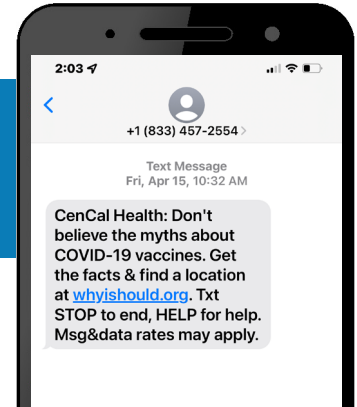 2:03
+1 (833) 457-2554 >
Text Message
Fri, Apr 15, 10:32 AM
CenCal Health: Don't
believe the myths about
COVID-19 vaccines. Get
the facts & find a location
at whyishould.org. Txt
STOP to end, HELP for help.
Msg&data rates may apply.